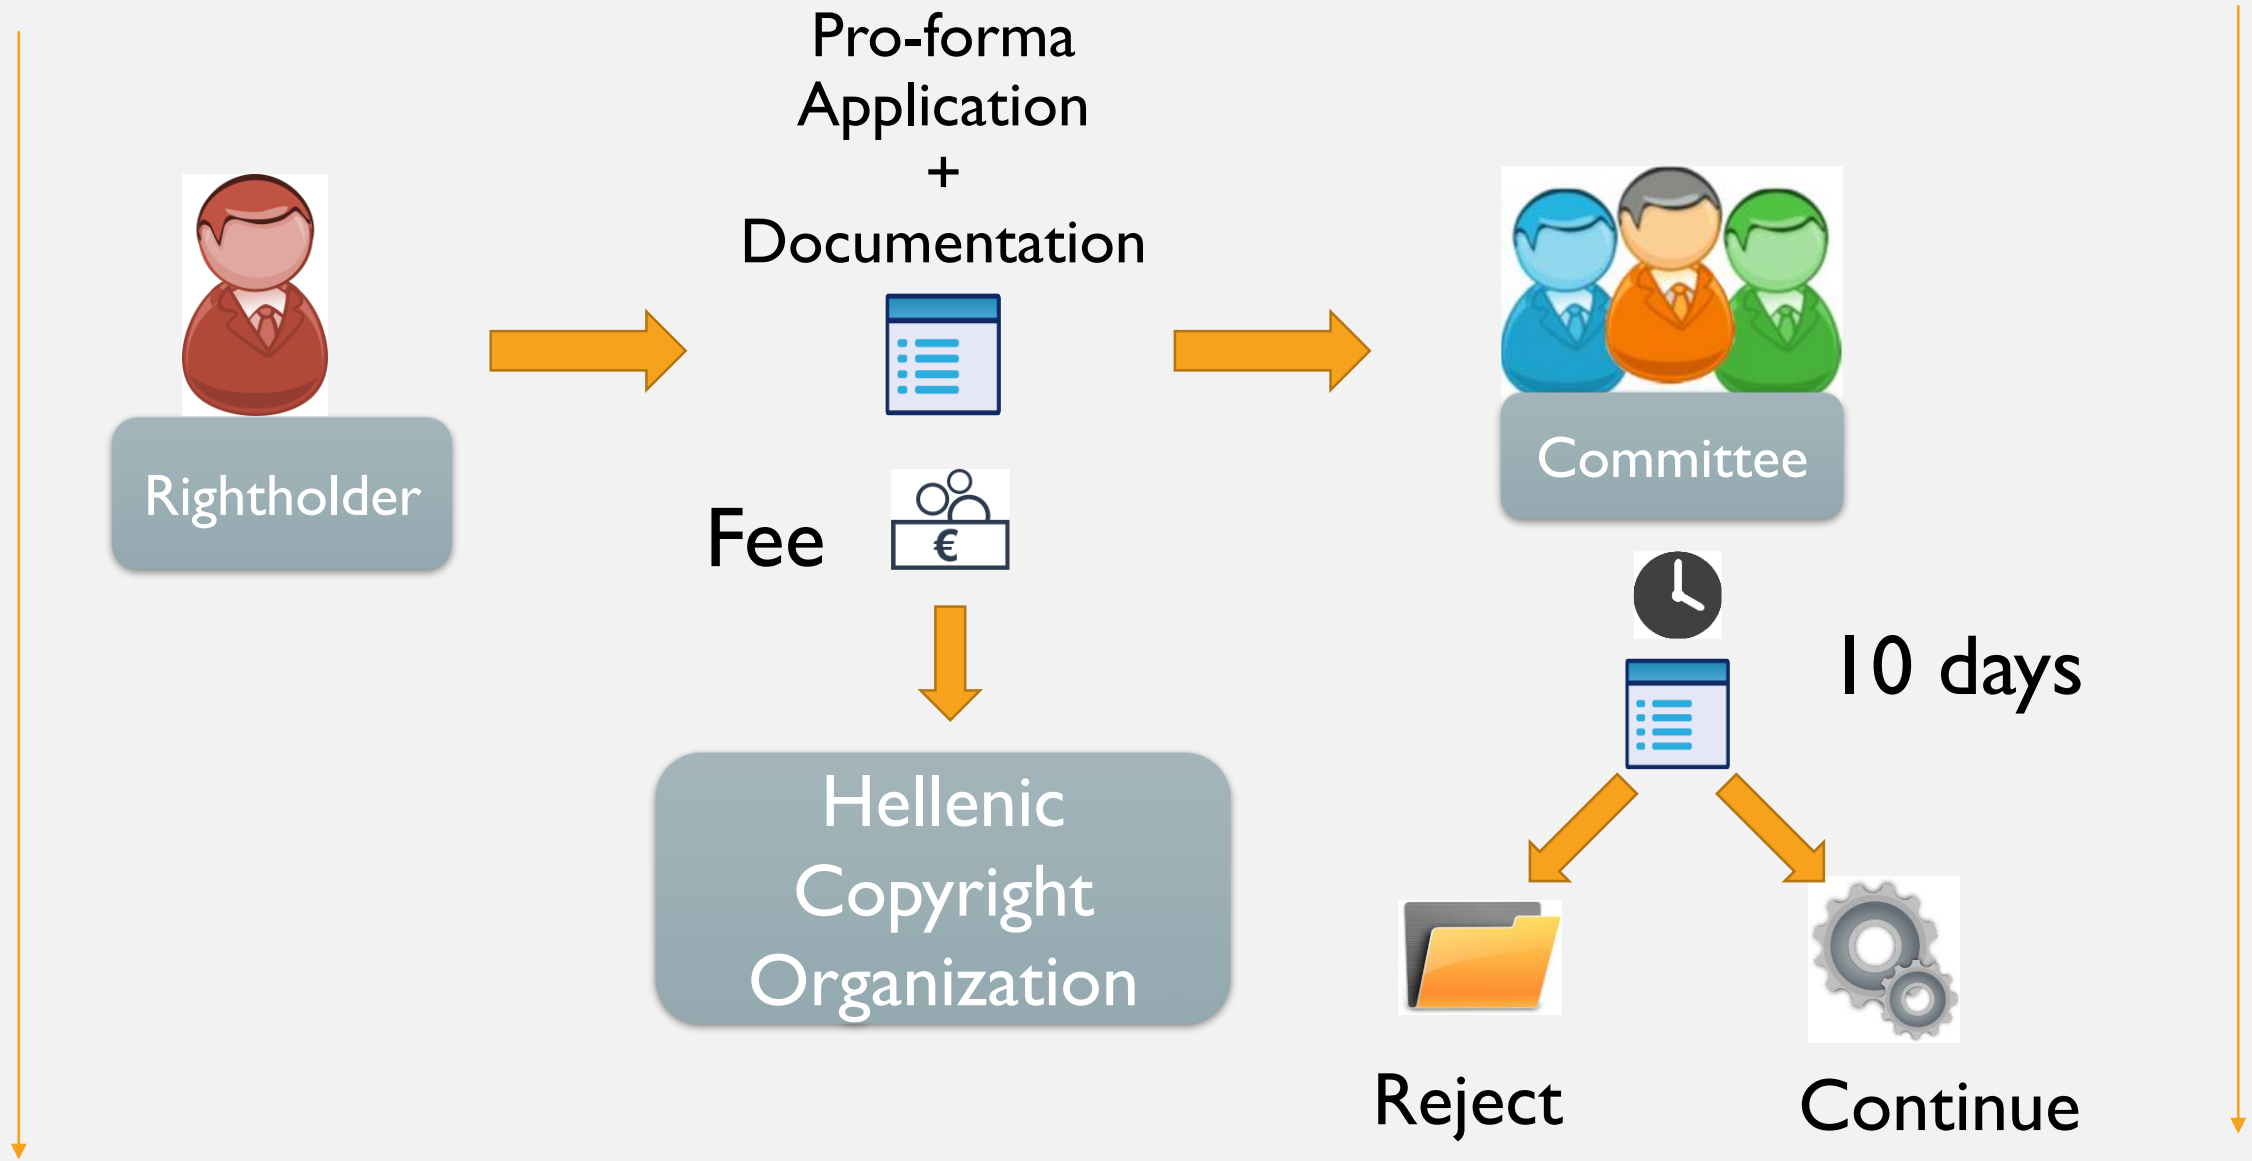 Pro-forma
Application
+
Documentation
Rightholder
Fee
€
Committee
10 days
Hellenic
Copyright
Organization
Reject
Continue